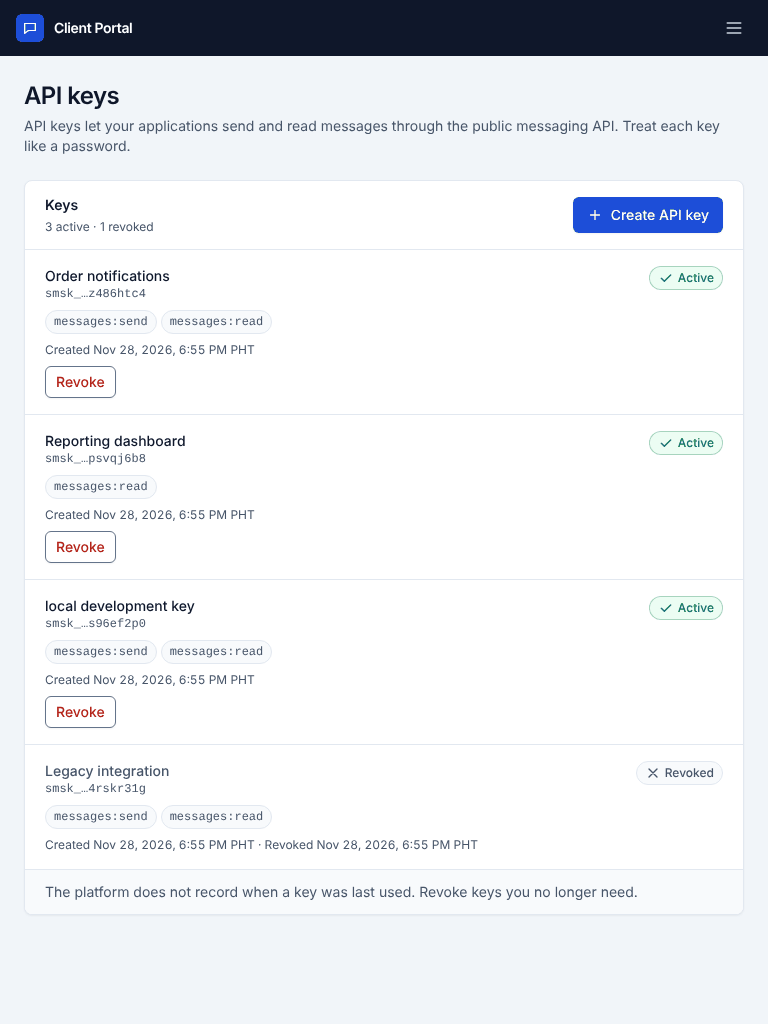 Client Portal
API keys
API keys let your applications send and read messages through the public messaging API. Treat each key
like a password.
Keys
3 active · 1 revoked
Create API key
Order notifications
Active
smsk_…z486htc4
messages:send messages:read
Created Nov 28, 2026, 6:55 PM PHT
Revoke
Reporting dashboard
Active
smsk_…psvqj6b8
messages:read
Created Nov 28, 2026, 6:55 PM PHT
Revoke
local development key
Active
smsk_…s96ef2p0
messages:send messages:read
Created Nov 28, 2026, 6:55 PM PHT
Revoke
Legacy integration
Revoked
smsk_…4rskr31g
messages:send messages:read
Created Nov 28, 2026, 6:55 PM PHT · Revoked Nov 28, 2026, 6:55 PM PHT
The platform does not record when a key was last used. Revoke keys you no longer need.